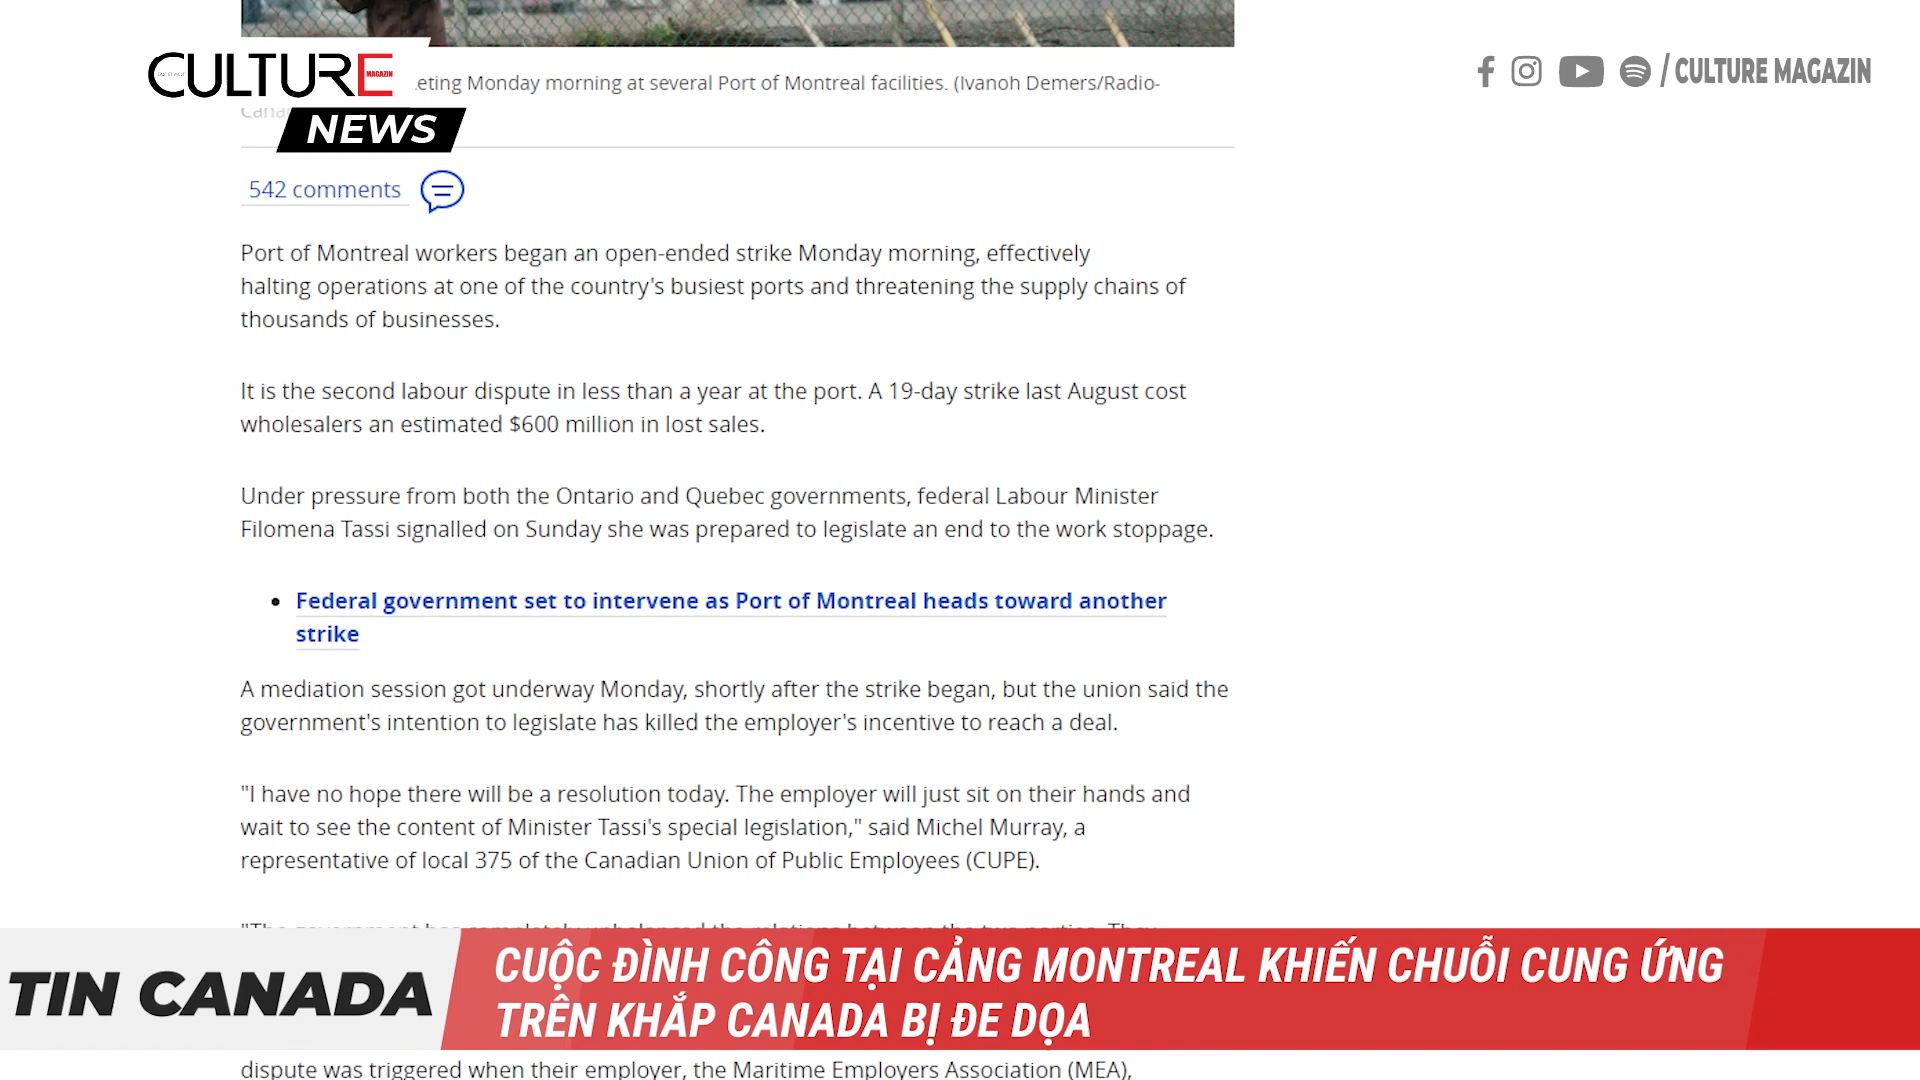 CULTURE
MAGAZIN
NEWS
/ CULTURE MAGAZIN
eting Monday morning at several Port of Montreal facilities. (Ivanoh Demers/Radio-
542 comments
Port of Montreal workers began an open-ended strike Monday morning, effectively
halting operations at one of the country's busiest ports and threatening the supply chains of
thousands of businesses.
It is the second labour dispute in less than a year at the port. A 19-day strike last August cost
wholesalers an estimated $600 million in lost sales.
Under pressure from both the Ontario and Quebec governments, federal Labour Minister
Filomena Tassi signalled on Sunday she was prepared to legislate an end to the work stoppage.
• Federal government set to intervene as Port of Montreal heads toward another
strike
A mediation session got underway Monday, shortly after the strike began, but the union said the
government's intention to legislate has killed the employer's incentive to reach a deal.
"I have no hope there will be a resolution today. The employer will just sit on their hands and
wait to see the content of Minister Tassi's special legislation," said Michel Murray, a
representative of local 375 of the Canadian Union of Public Employees (CUPE).
TIN CANADA
CUỘC ĐÌNH CÔNG TẠI CẢNG MONTREAL KHIẾN CHUỖI CUNG ỨNG
TRÊN KHẮP CANADA BỊ ĐE DỌA
dispute was triggered when their employer, the Maritime Employers Association (MEA),